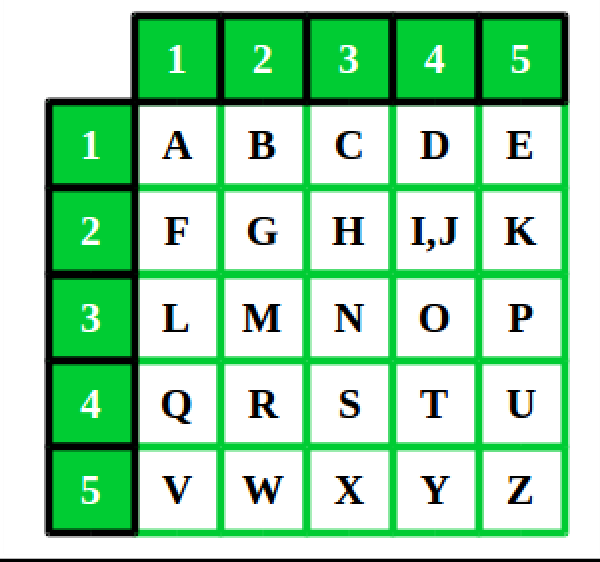 1 2 3 4 5
1 A B C D E
2 F G H I,J K
3 L M N O P
4 Q R S T U
5 V W X Y Z